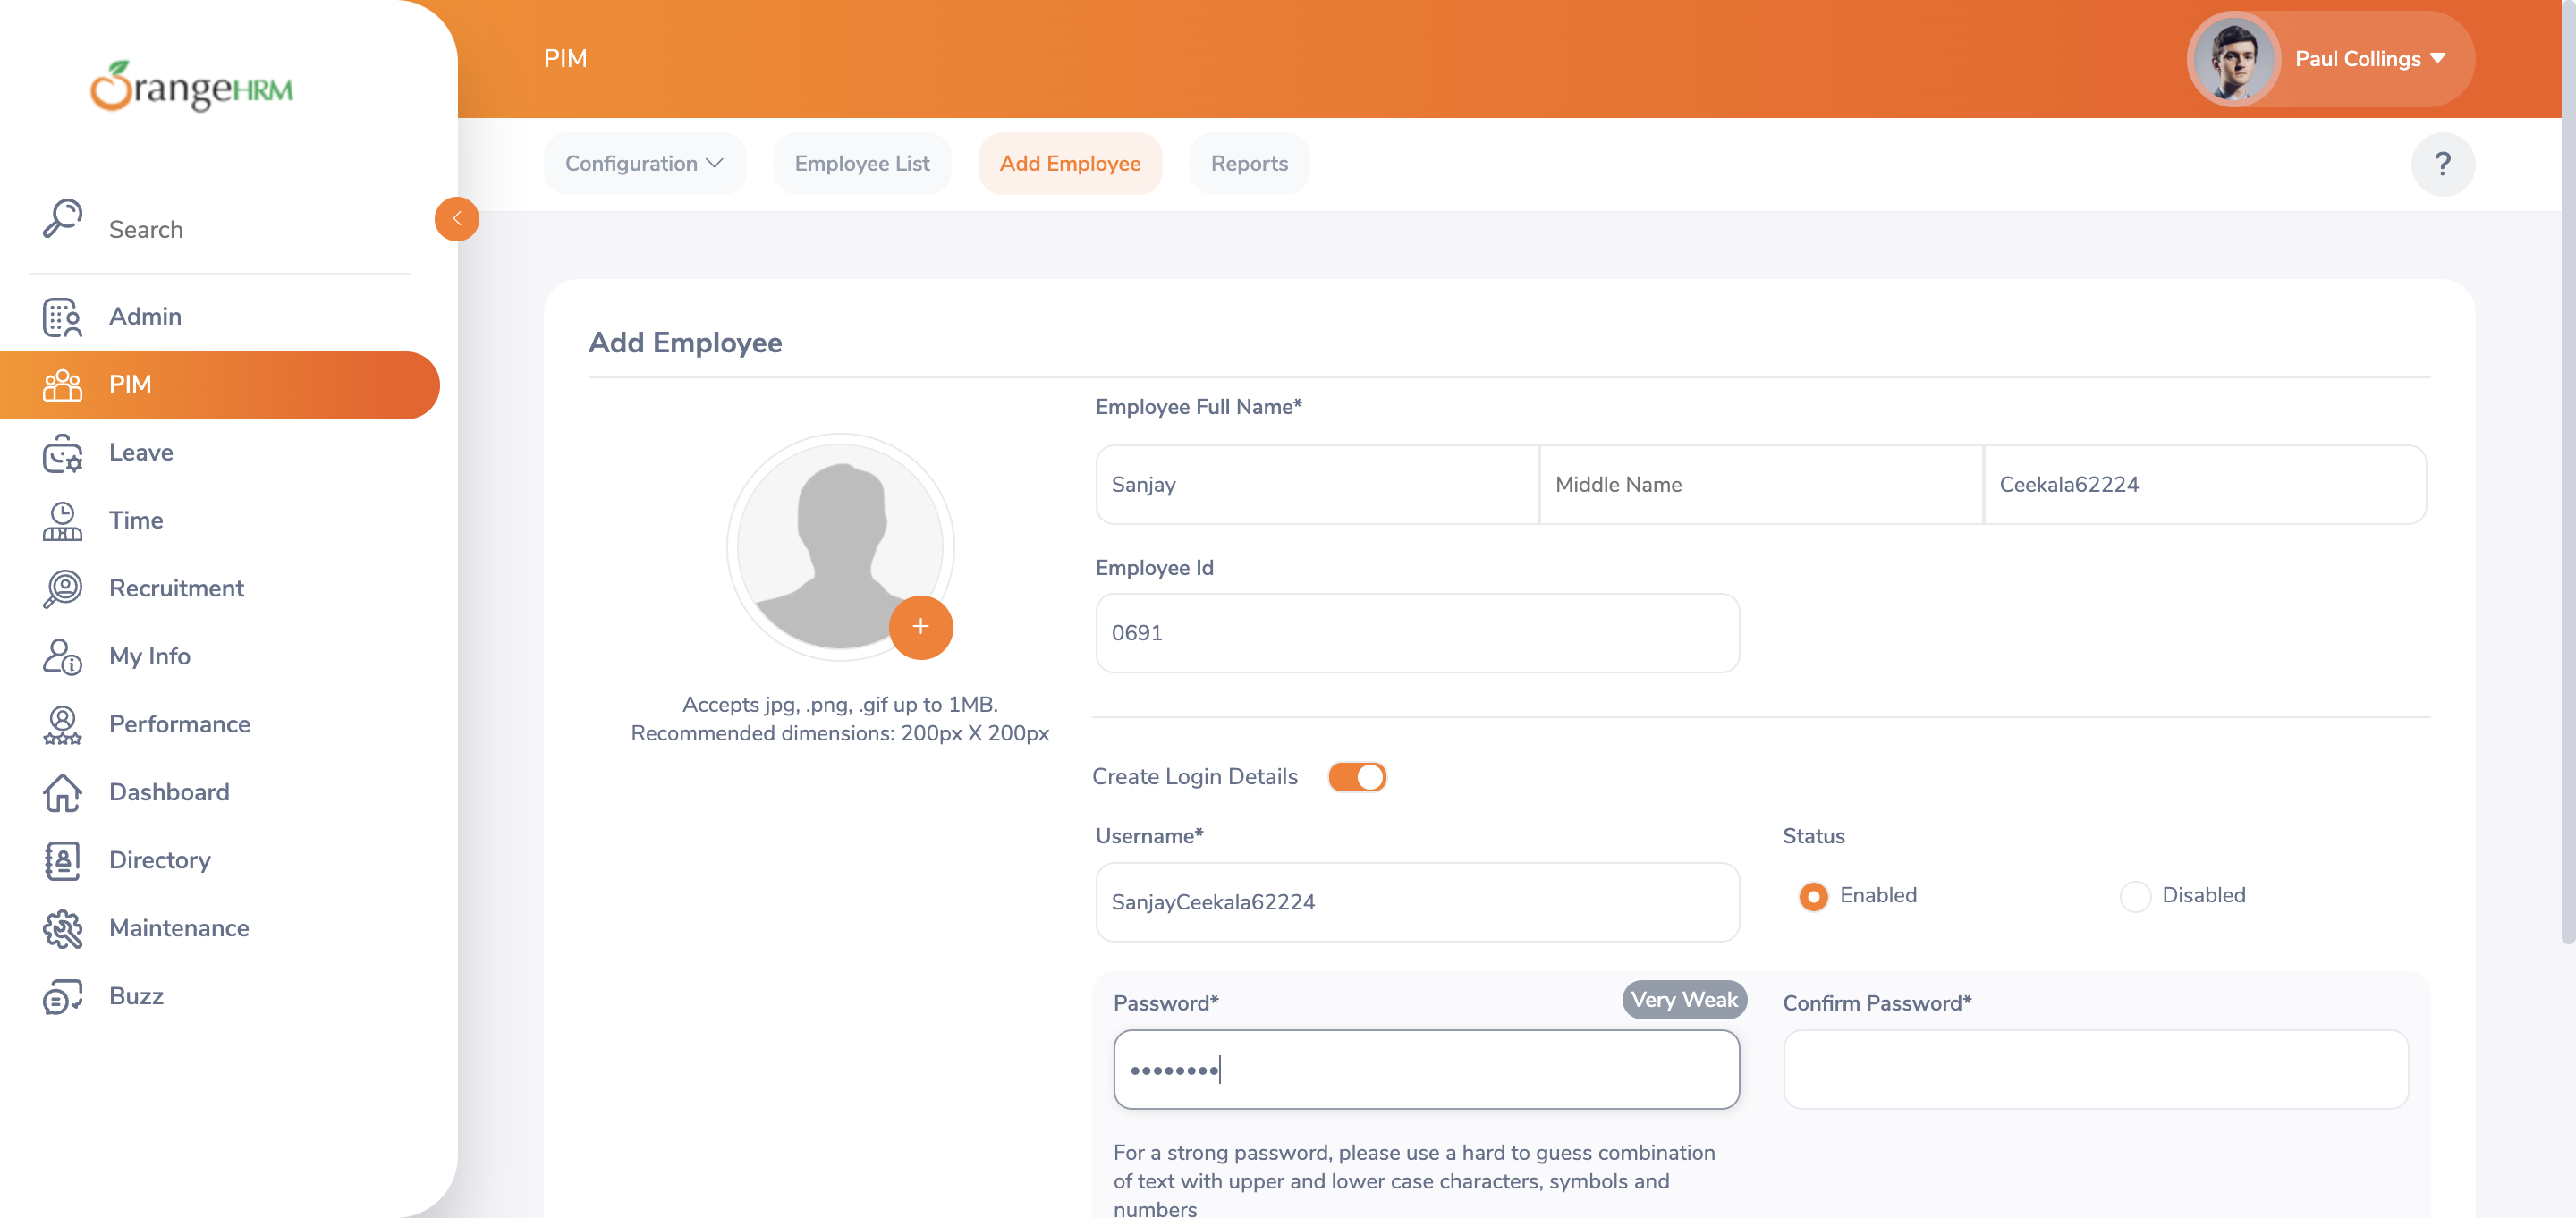 OrangeHRM
PIM
Paul Collings
Configuration
Employee List
Add Employee
Reports
?
Search
Admin
PIM
Leave
Time
Recruitment
My Info
Performance
Dashboard
Directory
Maintenance
Buzz
Add Employee
Accepts jpg, .png, .gif up to 1MB.
Recommended dimensions: 200px X 200px
Employee Full Name*
Sanjay
Middle Name
Ceekala62224
Employee Id
0691
Create Login Details
Username*
SanjayCeekala62224
Status
Enabled
Disabled
Password*
Very Weak
••••••••
Confirm Password*
For a strong password, please use a hard to guess combination
of text with upper and lower case characters, symbols and
numbers